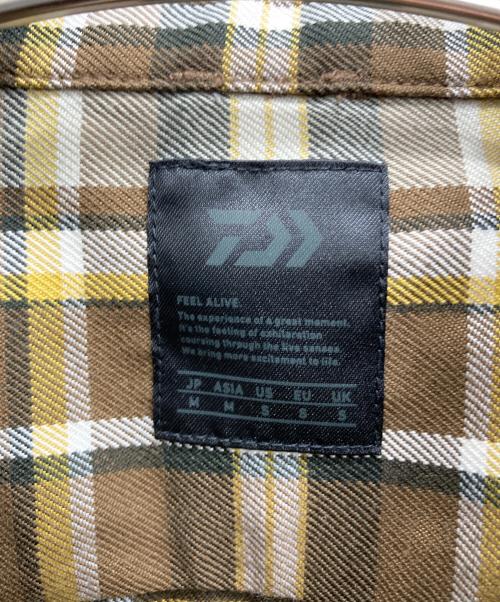 FEEL ALIVE.
The experience of a great moment.
It's the feeling of exhilaration
coursing through the live senses.
We bring more excitement to life.
JP ASIA US EU UK
M M S S S